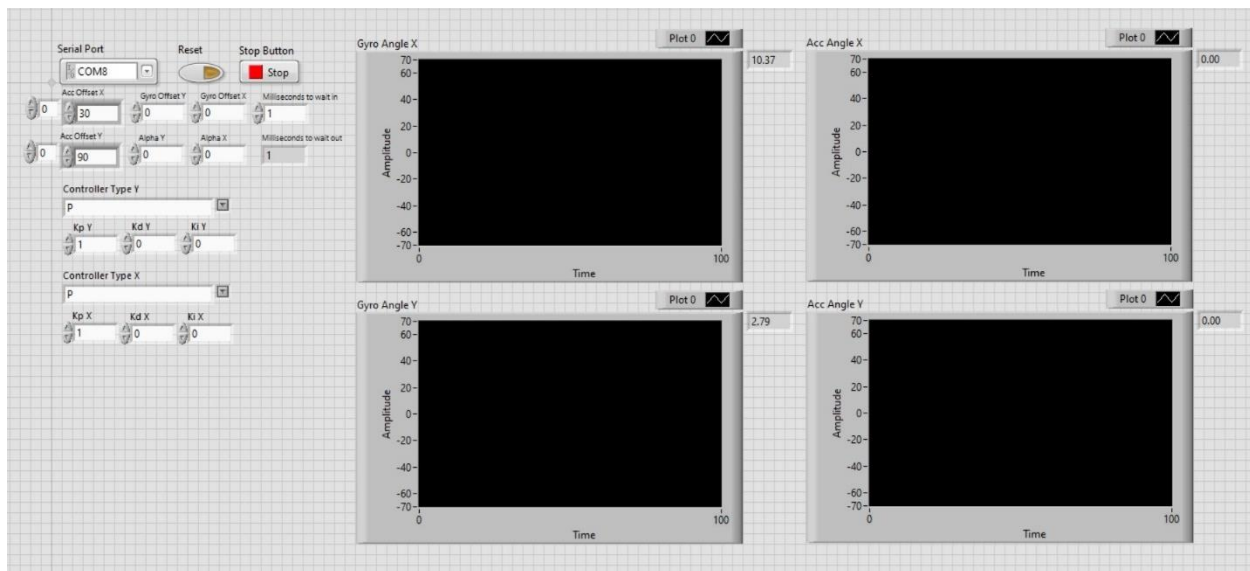 Serial Port Reset Stop Button
COM8 Stop
Acc Offset X Gyro Offset Y Gyro Offset X Milliseconds to wait in
0 30 0 0 1
Acc Offset Y Alpha Y Alpha X Milliseconds to wait out
0 90 0 0 1
Controller Type Y
P
Kp Y Kd Y Ki Y
1 0 0
Controller Type X
P
Kp X Kd X Ki X
1 0 0
Gyro Angle X Plot 0
10.37
70
60
40
20
0
-20
-40
-60
-70
Amplitude
0 100
Time
Acc Angle X Plot 0
0.00
70
60
40
20
0
-20
-40
-60
-70
Amplitude
0 100
Time
Gyro Angle Y Plot 0
2.79
70
60
40
20
0
-20
-40
-60
-70
Amplitude
0 100
Time
Acc Angle Y Plot 0
0.00
70
60
40
20
0
-20
-40
-60
-70
Amplitude
0 100
Time